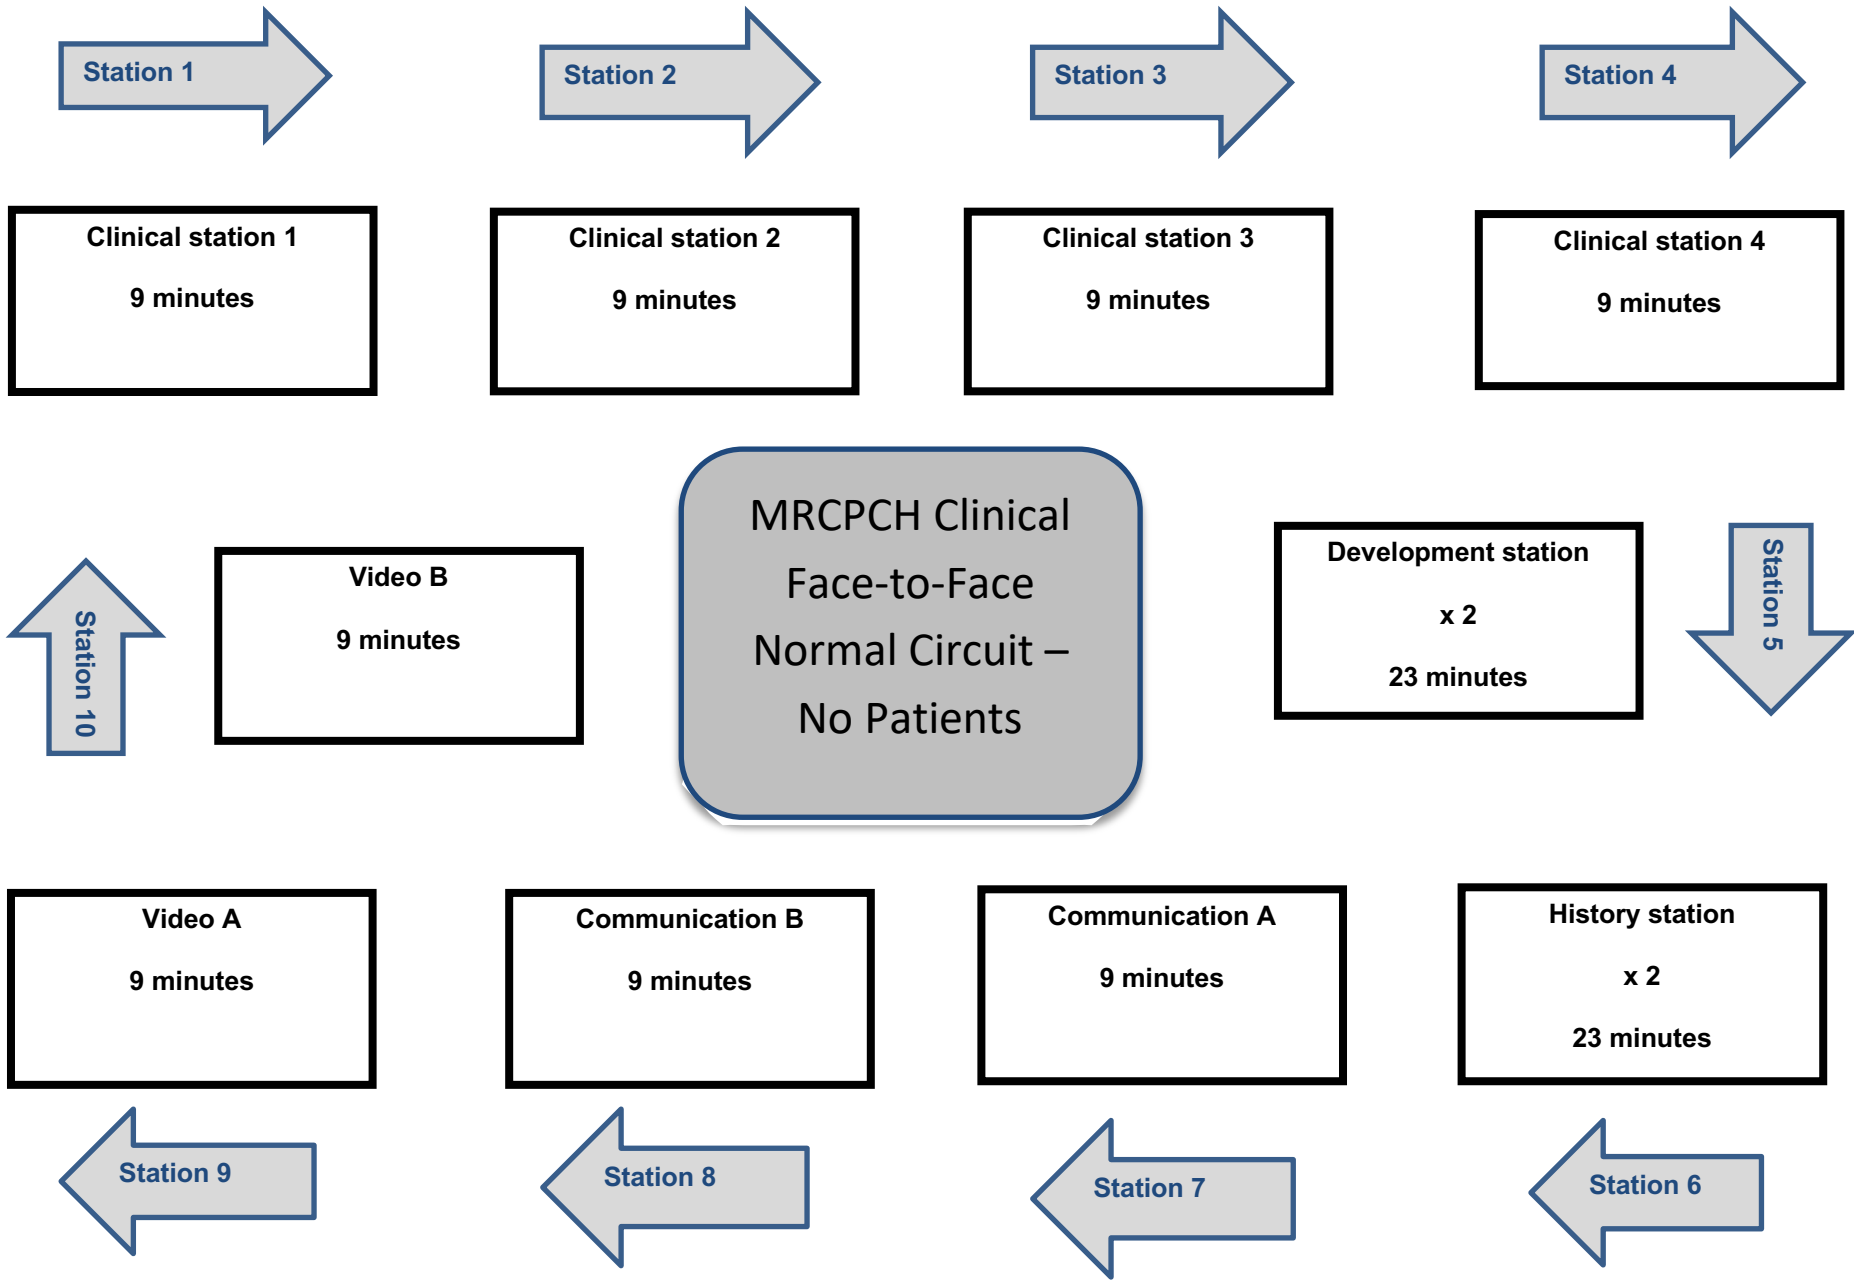 Station 1
Station 2
Station 3
Station 4
Clinical station 1
9 minutes
Clinical station 2
9 minutes
Clinical station 3
9 minutes
Clinical station 4
9 minutes
Station 10
Video B
9 minutes
MRCPCH Clinical
Face-to-Face
Normal Circuit –
No Patients
Development station
x 2
23 minutes
Station 5
Video A
9 minutes
Communication B
9 minutes
Communication A
9 minutes
History station
x 2
23 minutes
Station 9
Station 8
Station 7
Station 6